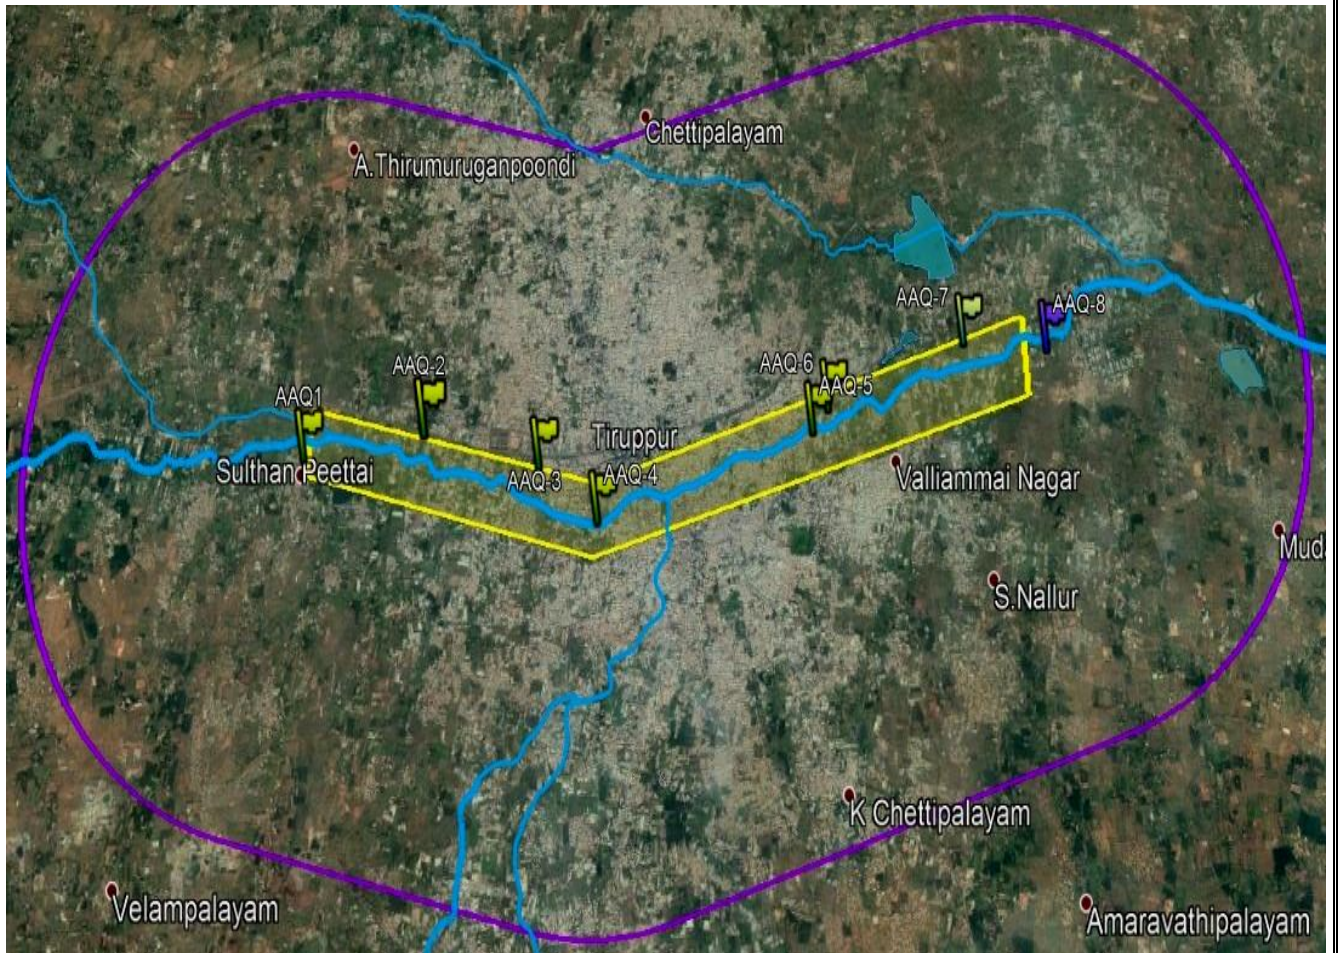 Chettipalayam
A.Thirumuruganpoondi
AAQ-7
AAQ-8
AAQ-2
AAQ-6
AAQ-5
AAQ1
Tiruppur
Sulthan Peettai
AAQ-3
AAQ-4
Valliammai Nagar
Muda
S.Nallur
K Chettipalayam
Velampalayam
Amaravathipalayam